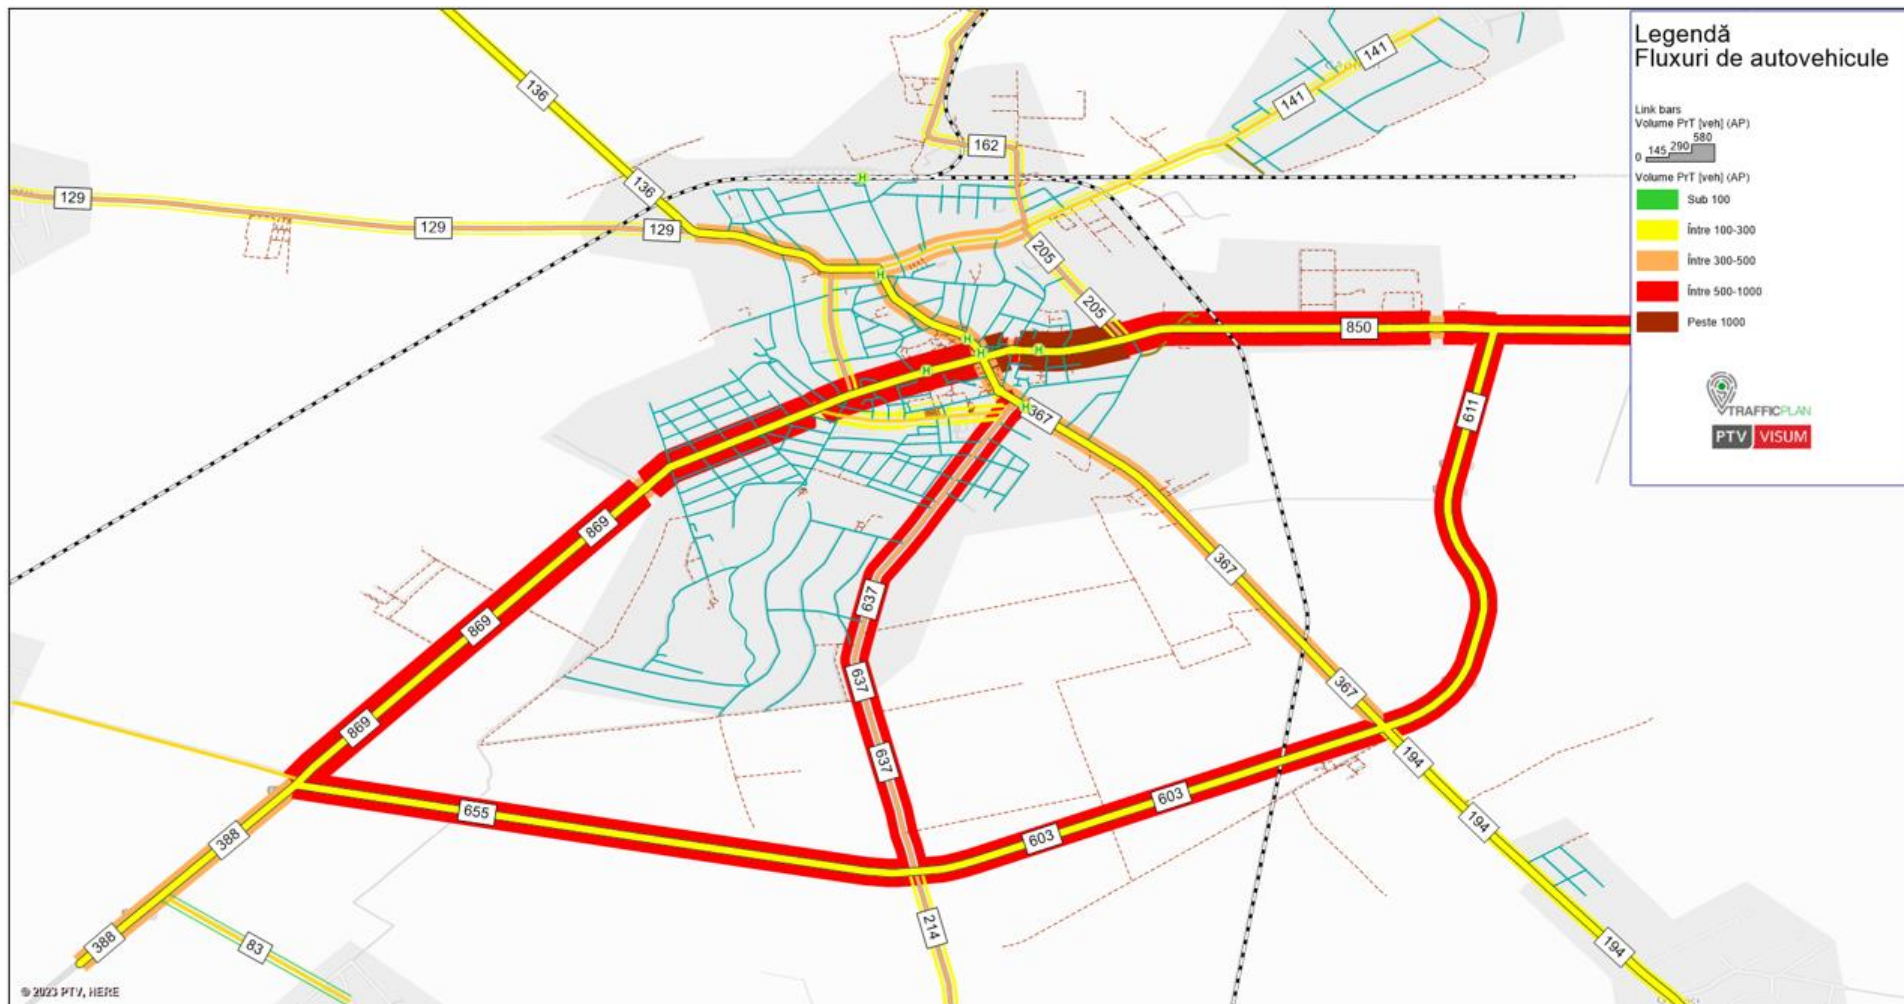 Legendă
Fluxuri de autovehicule
Link bars
Volume PrT [veh] (AP)
0 145 290 580
Volume PrT [veh] (AP)
Sub 100
Între 100-300
Între 300-500
Între 500-1000
Peste 1000
TRAFFICPLAN
PTV VISUM
136
141
141
162
136
129
129
129
205
205
850
H
H
H
H
H
H
H
367
611
869
367
637
869
637
367
869
637
194
655
603
603
194
388
214
194
388
83
© 2023 PTV, HERE